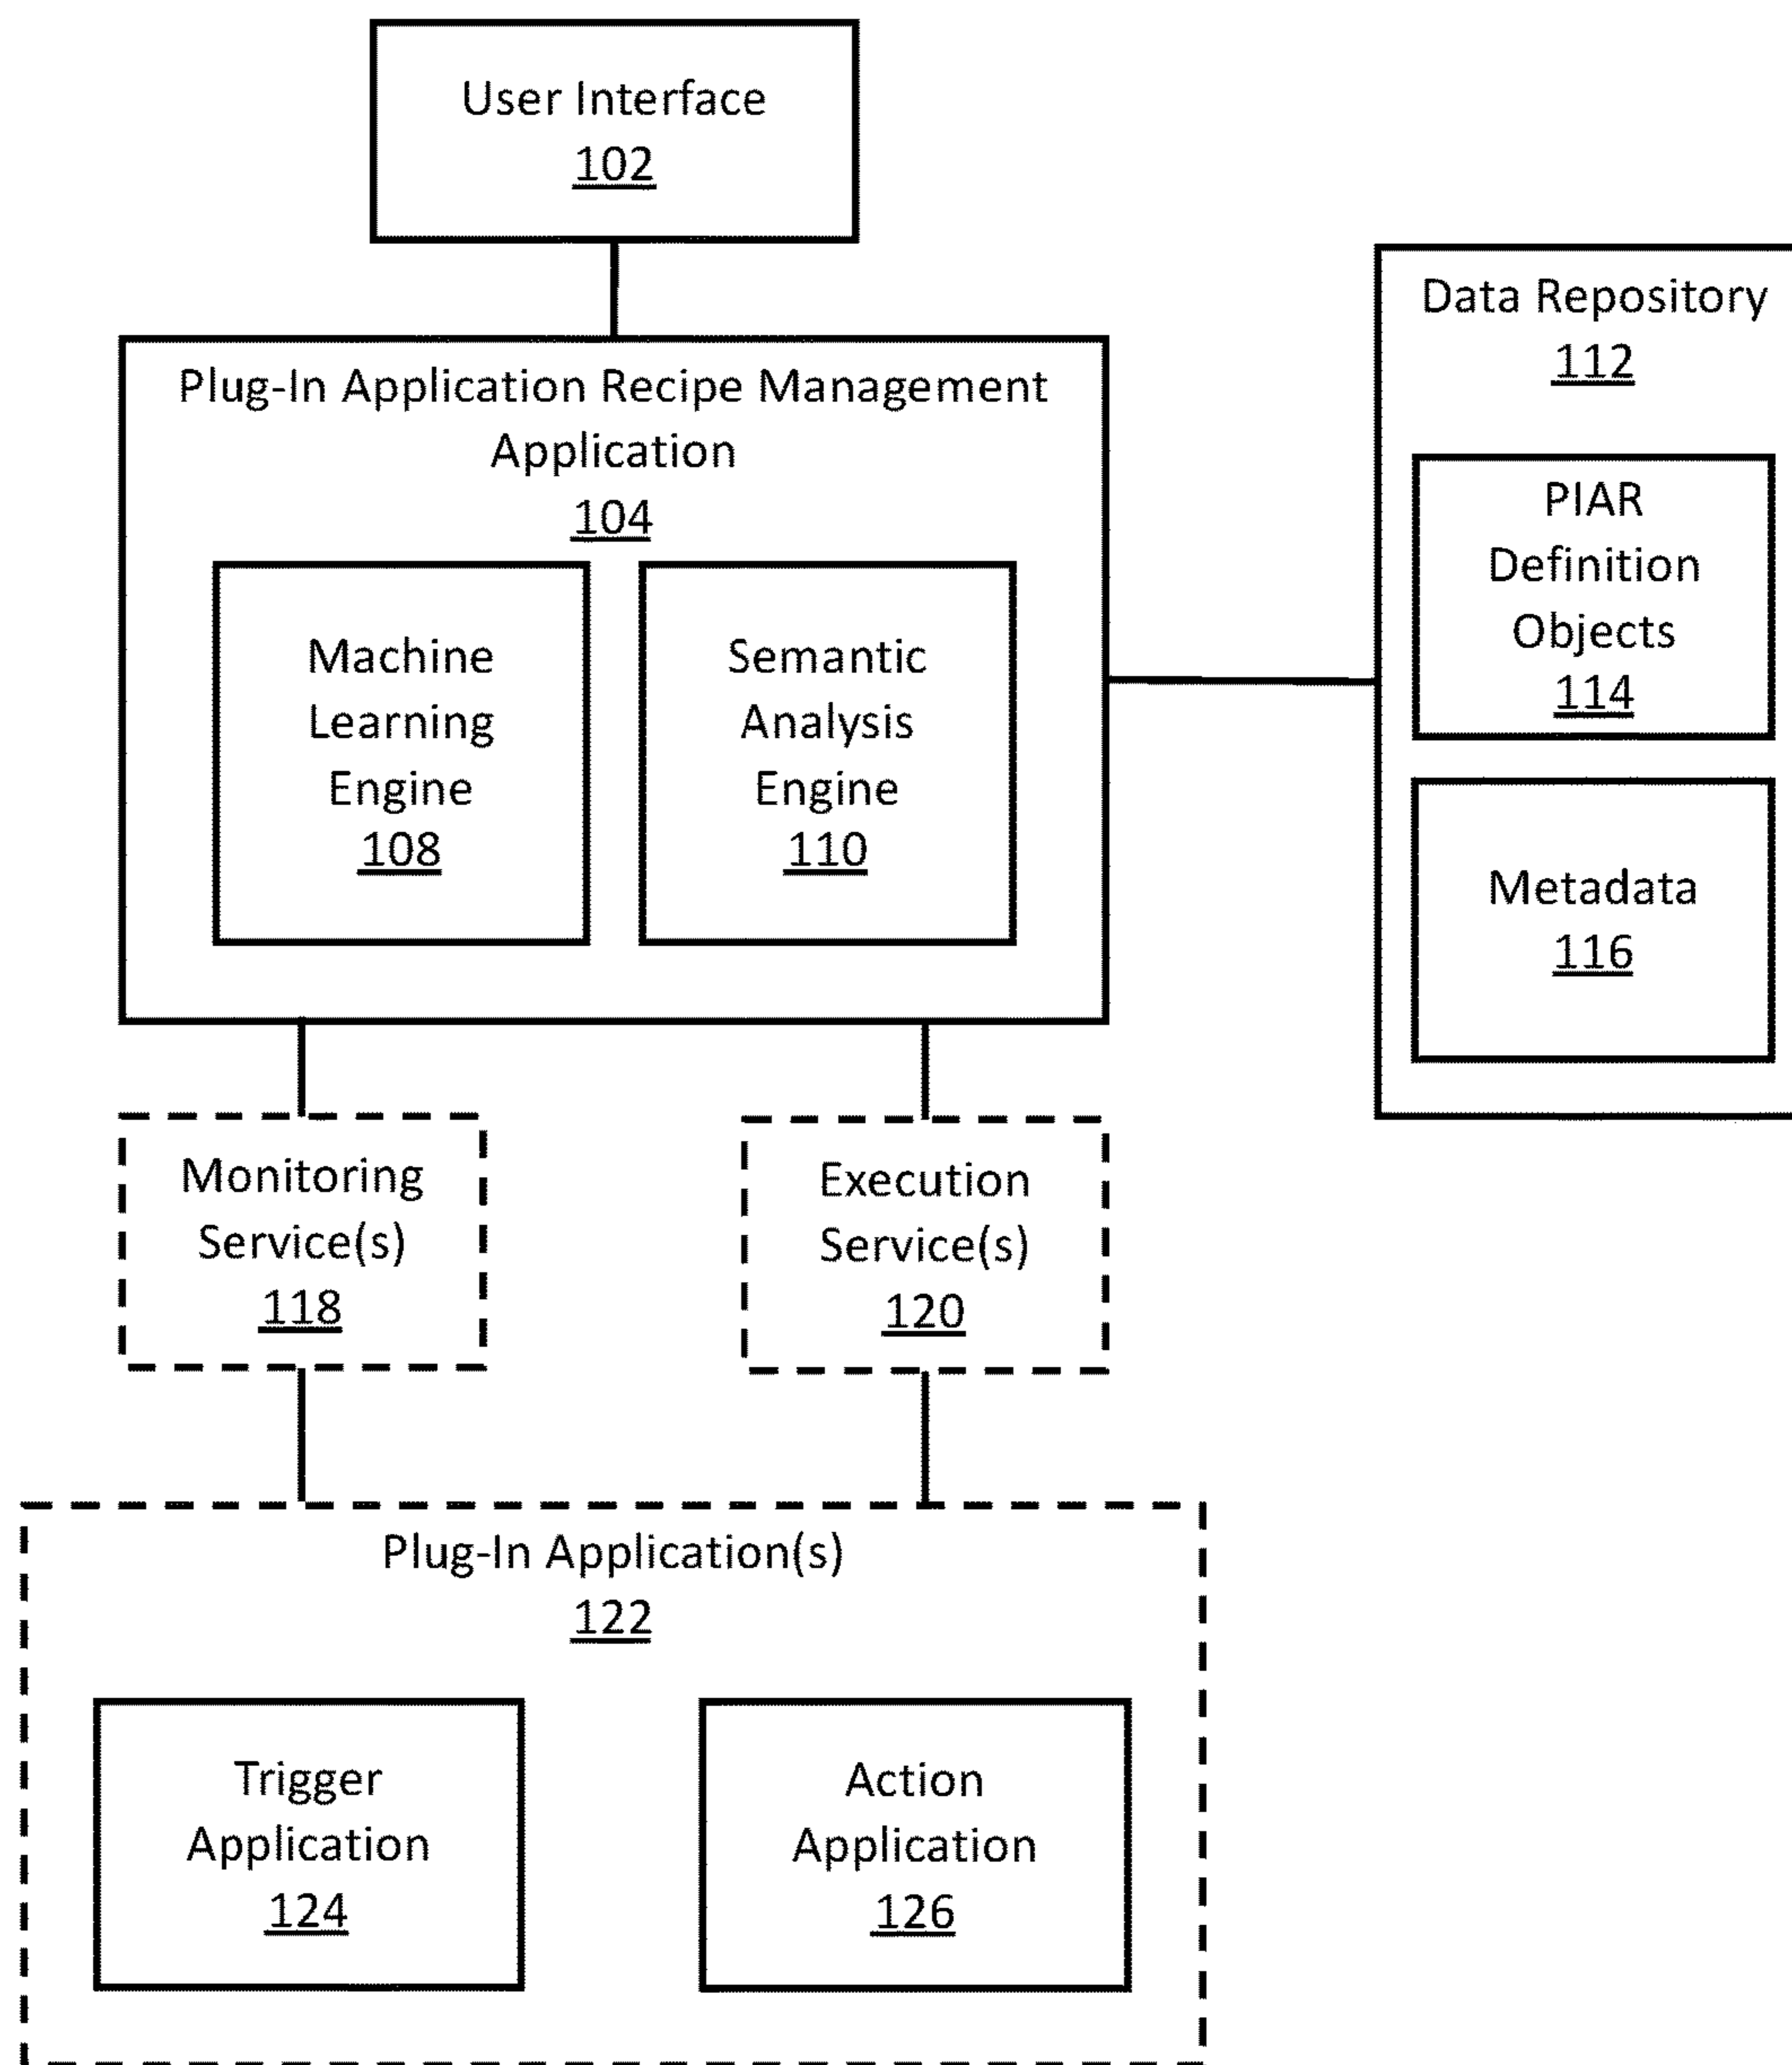 User Interface
102
Plug-In Application Recipe Management
Application
104
Machine
Learning
Engine
108
Semantic
Analysis
Engine
110
Data Repository
112
PIAR
Definition
Objects
114
Metadata
116
Monitoring
Service(s)
118
Execution
Service(s)
120
Plug-In Application(s)
122
Trigger
Application
124
Action
Application
126